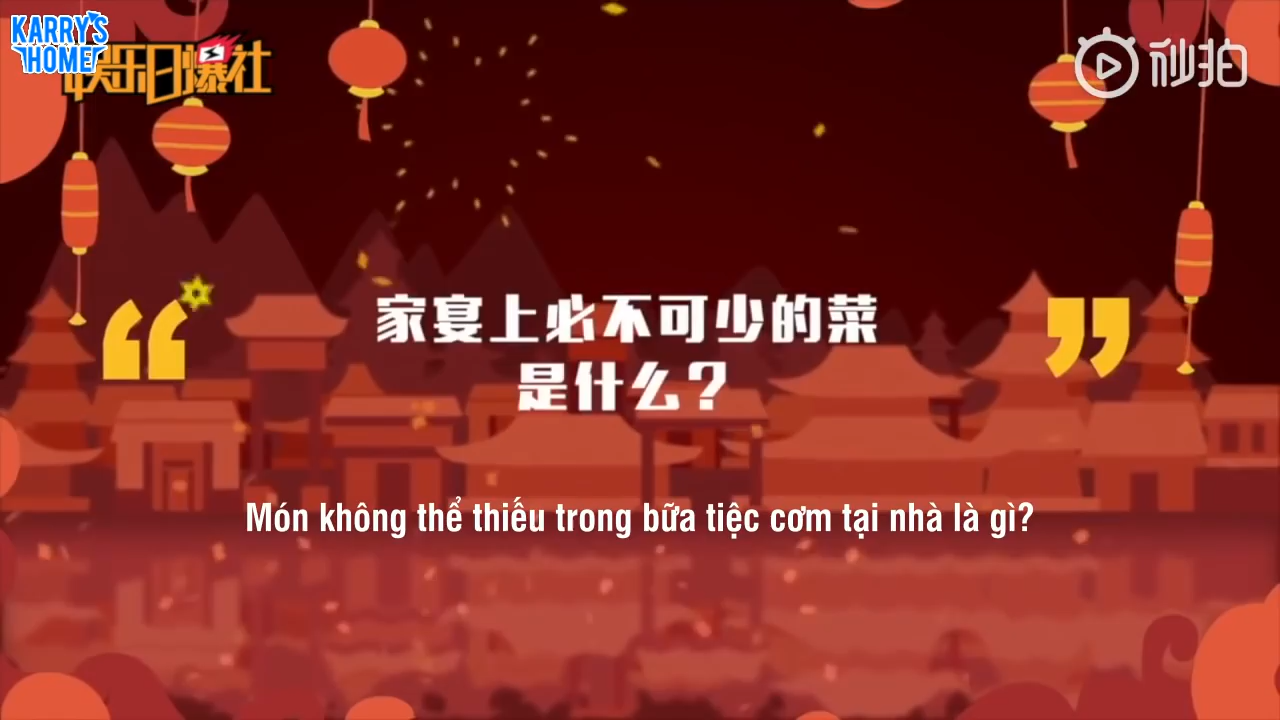 KARRY'S
HOME
娱乐日爆社
秒拍
“家宴上必不可少的菜
是什么？”
Món không thể thiếu trong bữa tiệc cơm tại nhà là gì?